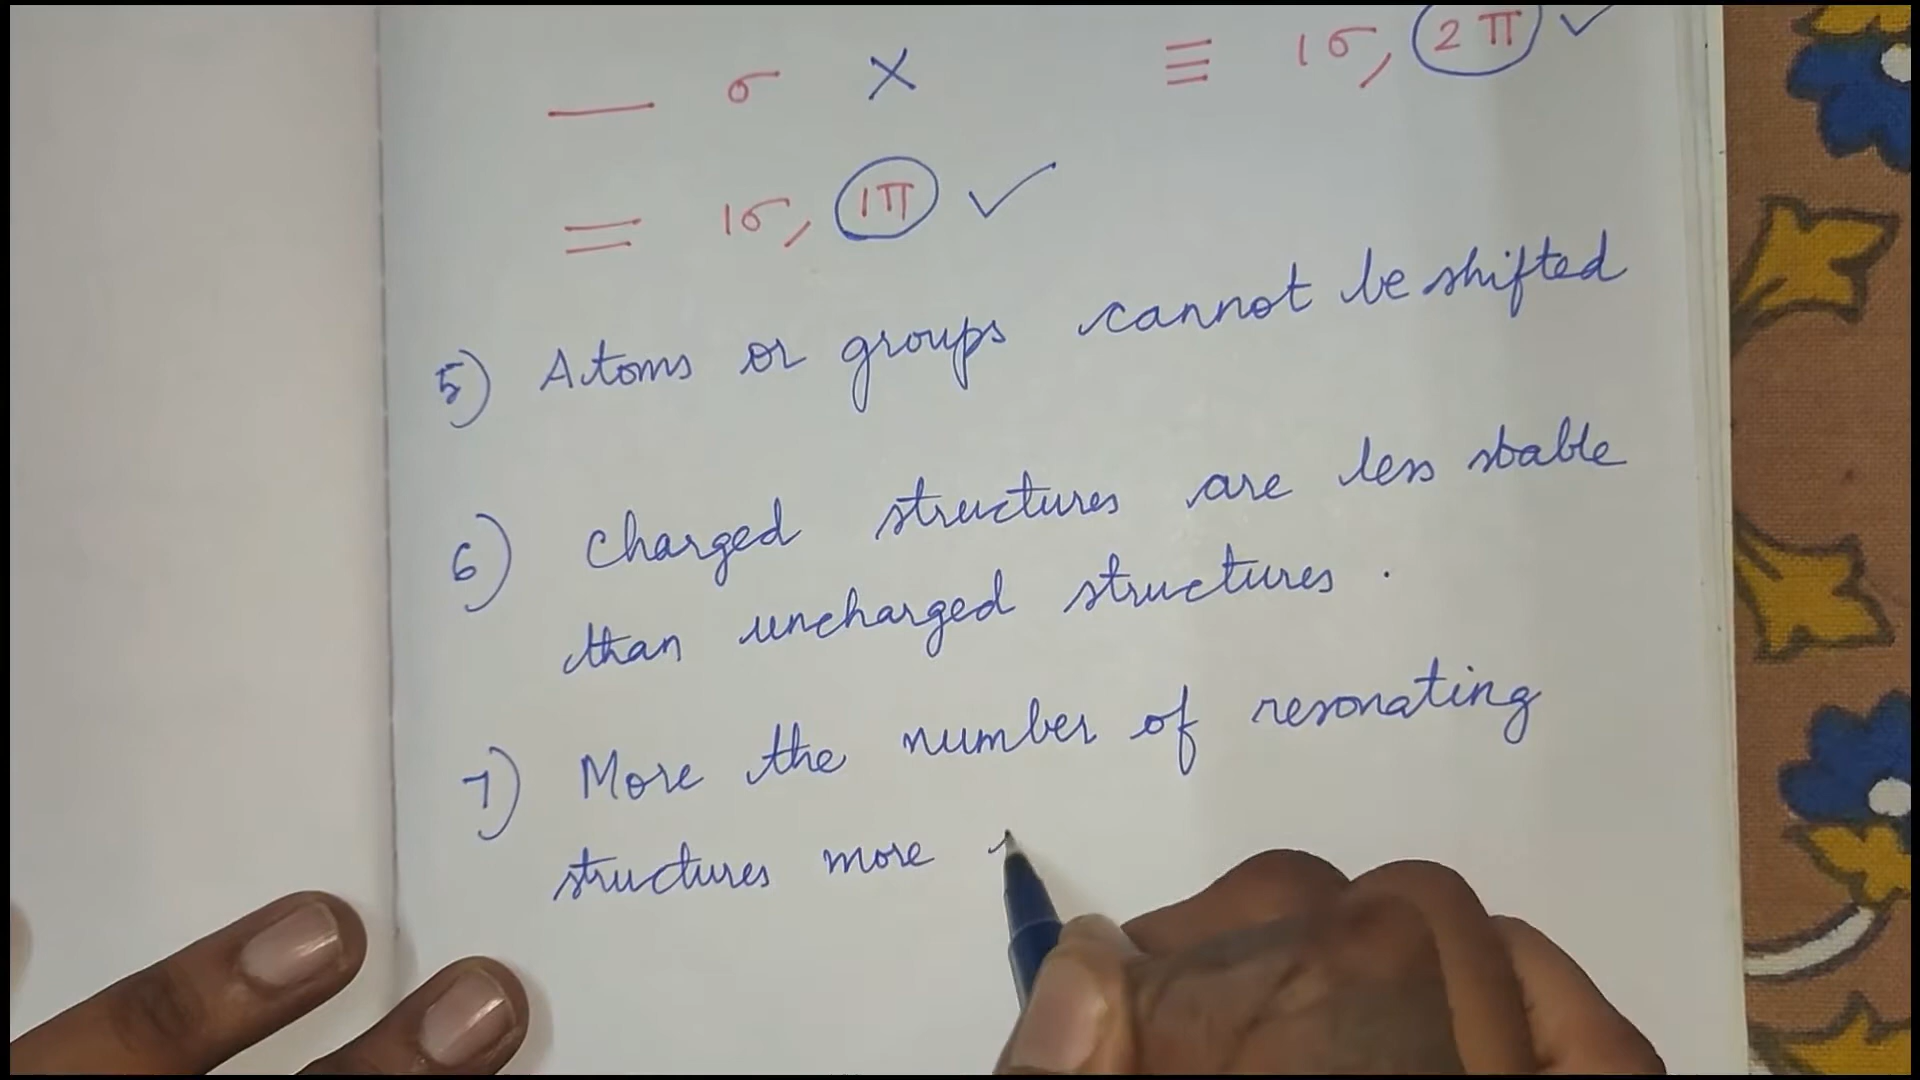 — σ ×
≡ 1σ, 2π ✓
= 1σ, 1π ✓
5) Atoms or groups cannot be shifted
6) Charged structures are less stable
than uncharged structures.
7) More the number of resonating
structures more